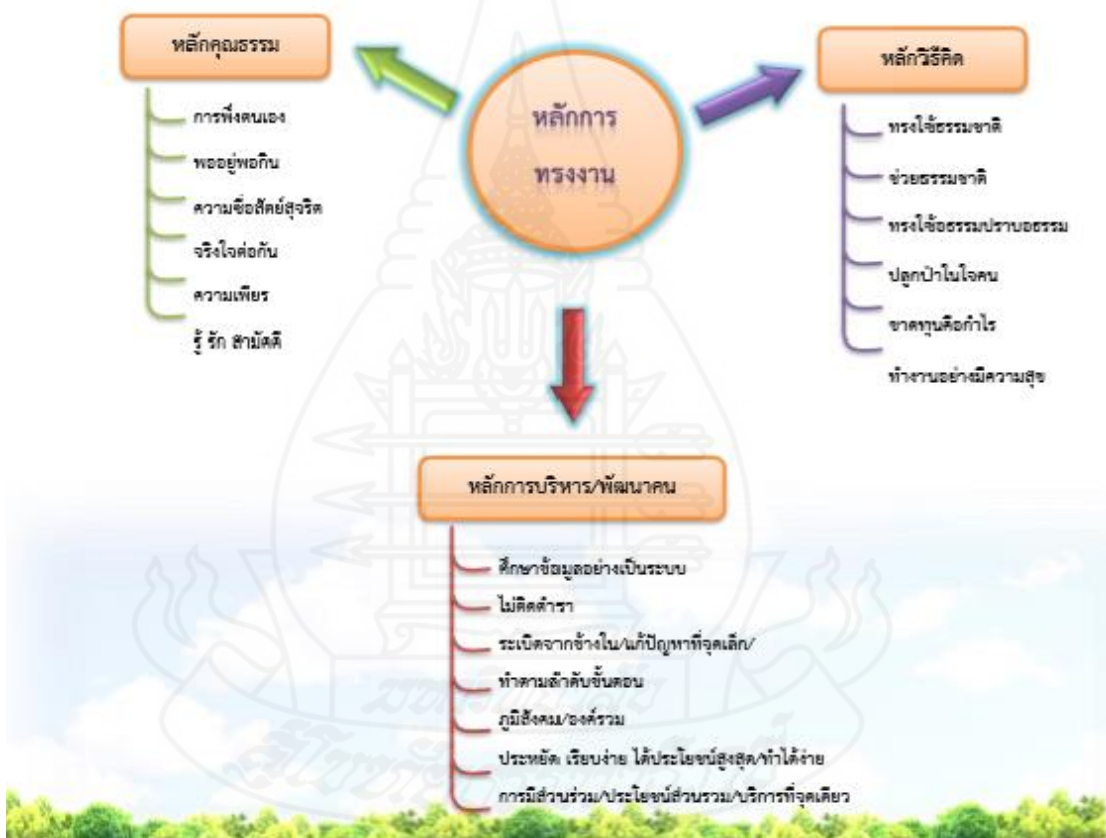 หลักการ
ทรงงาน
หลักคุณธรรม
การพึ่งตนเอง
พออยู่พอกิน
ความซื่อสัตย์สุจริต
จริงใจต่อกัน
ความเพียร
รู้ รัก สามัคคี
หลักวิธีคิด
ทรงใช้ธรรมชาติ
ช่วยธรรมชาติ
ทรงใช้อธรรมปราบอธรรม
ปลูกป่าในใจคน
ขาดทุนคือกำไร
ทำงานอย่างมีความสุข
หลักการบริหาร/พัฒนาคน
ศึกษาข้อมูลอย่างเป็นระบบ
ไม่ติดตำรา
ระเบิดจากข้างใน/แก้ปัญหาที่จุดเล็ก/
ทำตามลำดับขั้นตอน
ภูมิสังคม/องค์รวม
ประหยัด เรียบง่าย ได้ประโยชน์สูงสุด/ทำได้ง่าย
การมีส่วนร่วม/ประโยชน์ส่วนรวม/บริการที่จุดเดียว